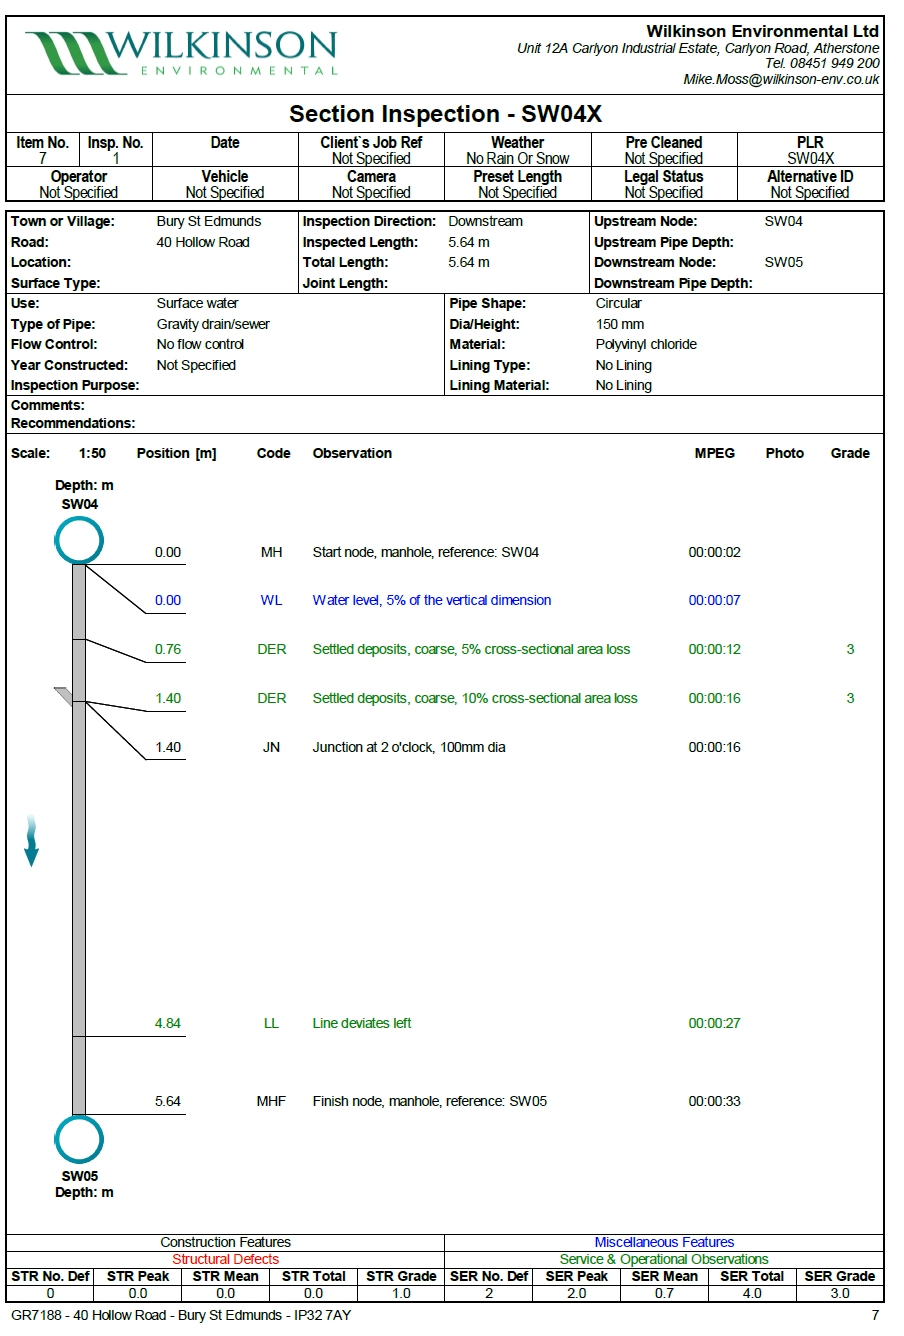 WILKINSON
ENVIRONMENTAL
Wilkinson Environmental Ltd
Unit 12A Carlyon Industrial Estate, Carlyon Road, Atherstone
Tel. 08451 949 200
Mike.Moss@wilkinson-env.co.uk
Section Inspection - SW04X
Item No. Insp. No. Date Client`s Job Ref Weather Pre Cleaned PLR
7 1 Not Specified No Rain Or Snow Not Specified SW04X
Operator Vehicle Camera Preset Length Legal Status Alternative ID
Not Specified Not Specified Not Specified Not Specified Not Specified Not Specified
Town or Village: Bury St Edmunds Inspection Direction: Downstream Upstream Node: SW04
Road: 40 Hollow Road Inspected Length: 5.64 m Upstream Pipe Depth:
Location: Total Length: 5.64 m Downstream Node: SW05
Surface Type: Joint Length: Downstream Pipe Depth:
Use: Surface water Pipe Shape: Circular
Type of Pipe: Gravity drain/sewer Dia/Height: 150 mm
Flow Control: No flow control Material: Polyvinyl chloride
Year Constructed: Not Specified Lining Type: No Lining
Inspection Purpose: Lining Material: No Lining
Comments:
Recommendations:
Scale: 1:50 Position [m] Code Observation MPEG Photo Grade
Depth: m
SW04
0.00 MH Start node, manhole, reference: SW04 00:00:02
0.00 WL Water level, 5% of the vertical dimension 00:00:07
0.76 DER Settled deposits, coarse, 5% cross-sectional area loss 00:00:12 3
1.40 DER Settled deposits, coarse, 10% cross-sectional area loss 00:00:16 3
1.40 JN Junction at 2 o'clock, 100mm dia 00:00:16
4.84 LL Line deviates left 00:00:27
5.64 MHF Finish node, manhole, reference: SW05 00:00:33
SW05
Depth: m
Construction Features Miscellaneous Features
Structural Defects Service & Operational Observations
STR No. Def STR Peak STR Mean STR Total STR Grade SER No. Def SER Peak SER Mean SER Total SER Grade
0 0.0 0.0 0.0 1.0 2 2.0 0.7 4.0 3.0
GR7188 - 40 Hollow Road - Bury St Edmunds - IP32 7AY 7